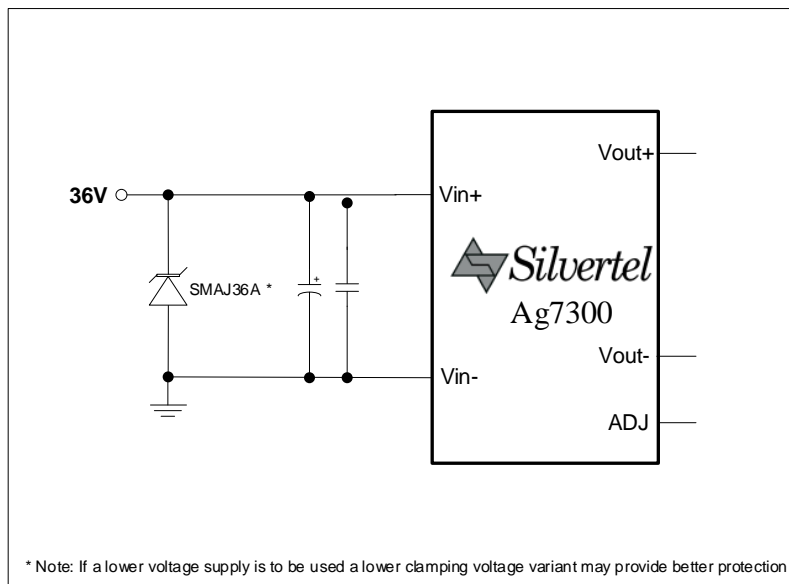 Vout+
36V
Vin+
SMAJ36A *
+
Silvertel
Ag7300
Vout-
Vin-
ADJ
* Note: If a lower voltage supply is to be used a lower clamping voltage variant may provide better protection